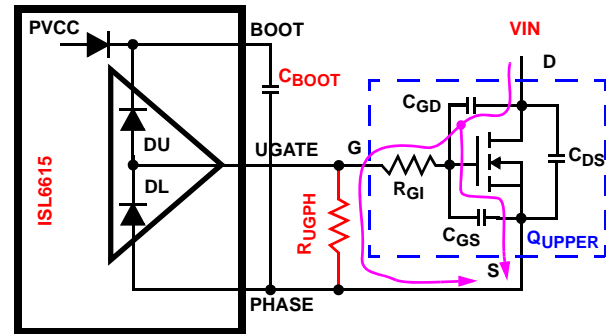 PVCC
BOOT
VIN
D
CBOOT
CGD
DU
UGATE
G
CDS
DL
RGI
ISL6615
RUGPH
CGS
QUPPER
S
PHASE